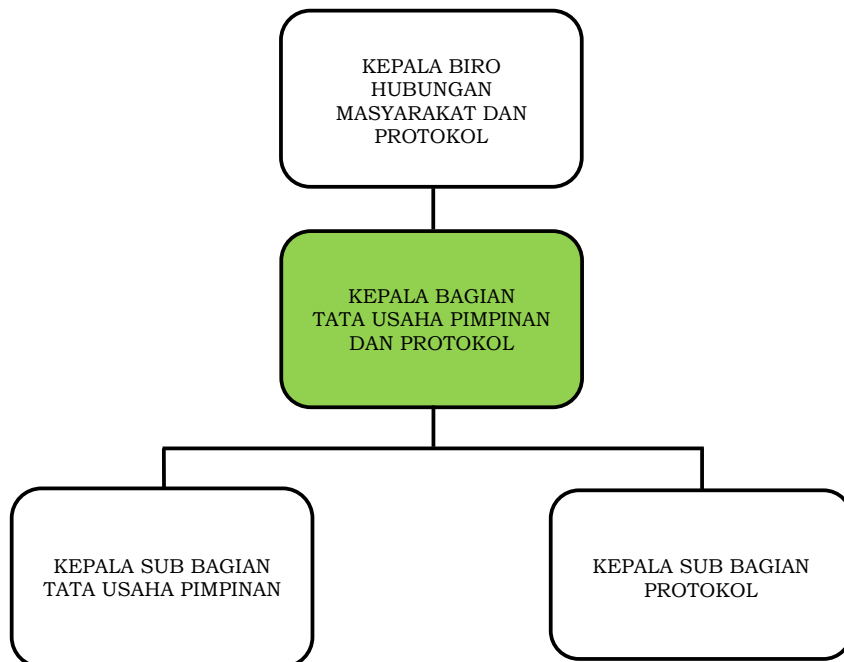 KEPALA BIRO
HUBUNGAN
MASYARAKAT DAN
PROTOKOL
KEPALA BAGIAN
TATA USAHA PIMPINAN
DAN PROTOKOL
KEPALA SUB BAGIAN
TATA USAHA PIMPINAN
KEPALA SUB BAGIAN
PROTOKOL